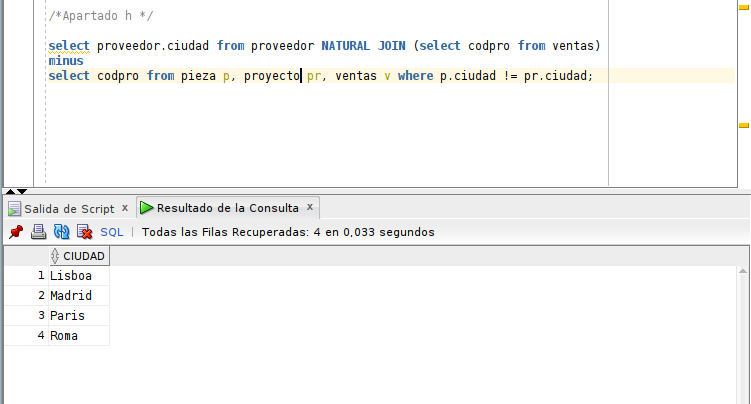 /*Apartado h */
select proveedor.ciudad from proveedor NATURAL JOIN (select codpro from ventas)
minus
select codpro from pieza p, proyecto pr, ventas v where p.ciudad != pr.ciudad;
Salida de Script x Resultado de la Consulta x
SQL | Todas las Filas Recuperadas: 4 en 0,033 segundos
CIUDAD
1 Lisboa
2 Madrid
3 Paris
4 Roma